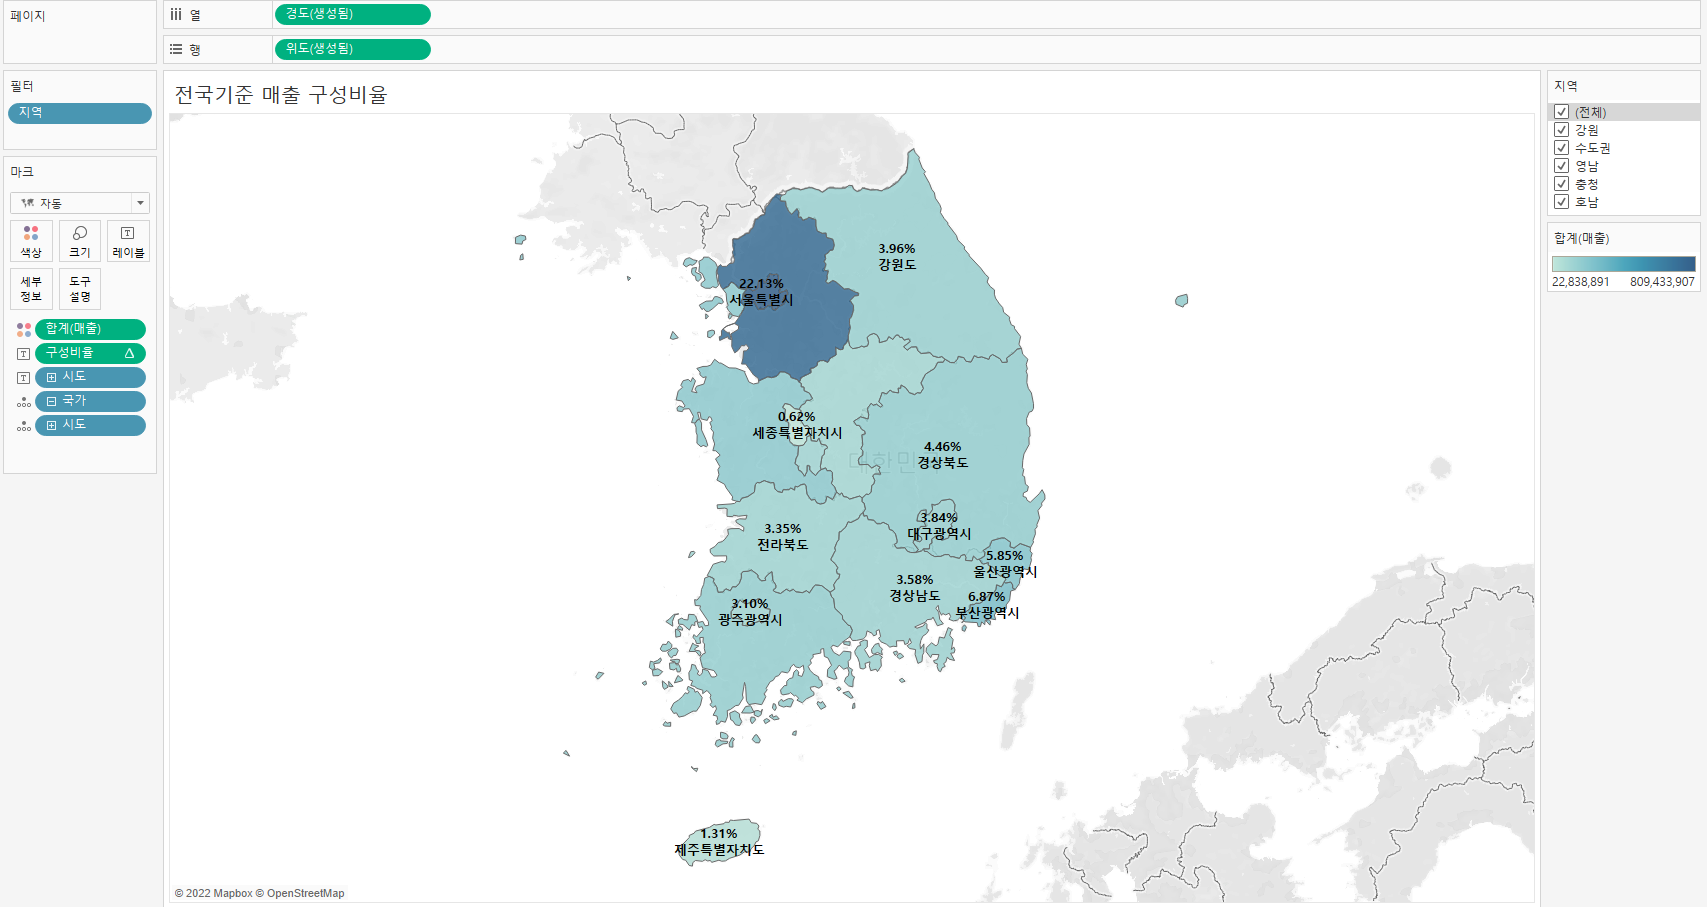 페이지
열
경도(생성됨)
행
위도(생성됨)
필터
지역
마크
자동
색상
크기
레이블
세부
정보
도구
설명
합계(매출)
구성비율
시도
국가
시도
전국기준 매출 구성비율
3.96%
강원도
22.13%
서울특별시
0.62%
세종특별자치시
4.46%
경상북도
대한민
3.84%
대구광역시
3.35%
전라북도
5.85%
울산광역시
3.58%
경상남도
6.87%
부산광역시
3.10%
광주광역시
1.31%
제주특별자치도
© 2022 Mapbox © OpenStreetMap
지역
(전체)
강원
수도권
영남
충청
호남
합계(매출)
22,838,891 809,433,907